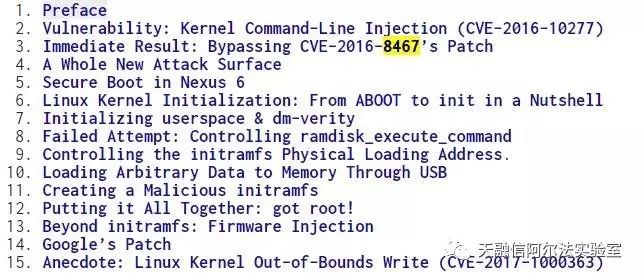 1. Preface
2. Vulnerability: Kernel Command-Line Injection (CVE-2016-10277)
3. Immediate Result: Bypassing CVE-2016-8467's Patch
4. A Whole New Attack Surface
5. Secure Boot in Nexus 6
6. Linux Kernel Initialization: From ABOOT to init in a Nutshell
7. Initializing userspace & dm-verity
8. Failed Attempt: Controlling ramdisk_execute_command
9. Controlling the initramfs Physical Loading Address.
10. Loading Arbitrary Data to Memory Through USB
11. Creating a Malicious initramfs
12. Putting it All Together: got root!
13. Beyond initramfs: Firmware Injection
14. Google's Patch
15. Anecdote: Linux Kernel Out-of-Bounds Write (CVE-2017-1000363)
天融信阿尔法实验室